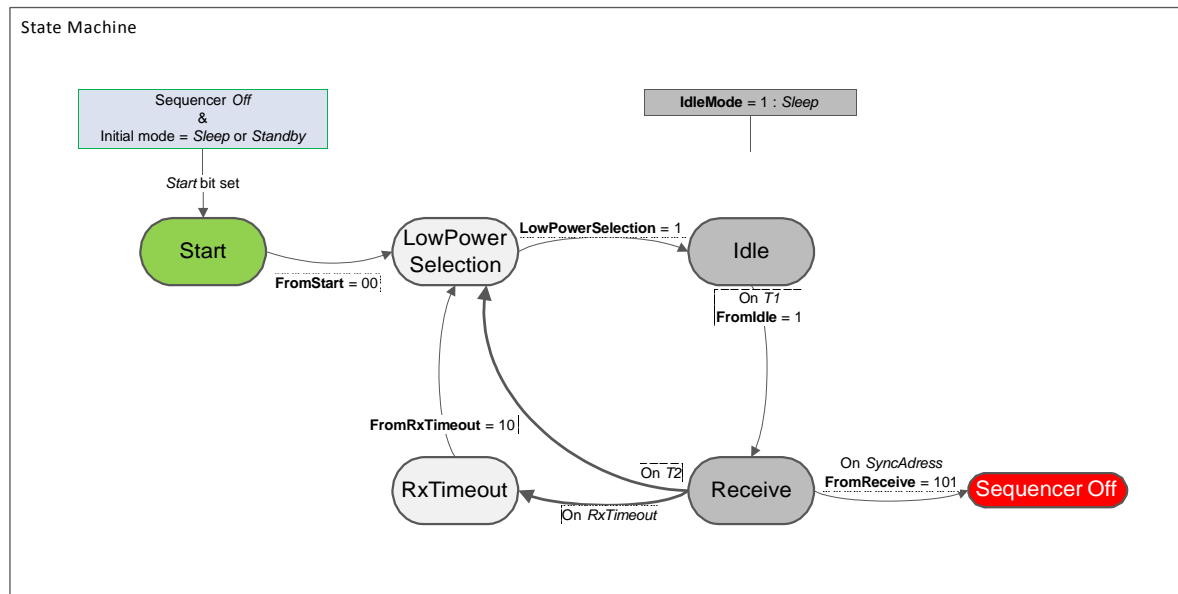 State Machine
Sequencer Off
&
Initial mode = Sleep or Standby
IdleMode = 1 : Sleep
Start bit set
Start
LowPower
Selection
LowPowerSelection = 1
Idle
FromStart = 00
On T1
FromIdle = 1
FromRxTimeout = 10
On T2
RxTimeout
On RxTimeout
Receive
On SyncAdress
FromReceive = 101
Sequencer Off